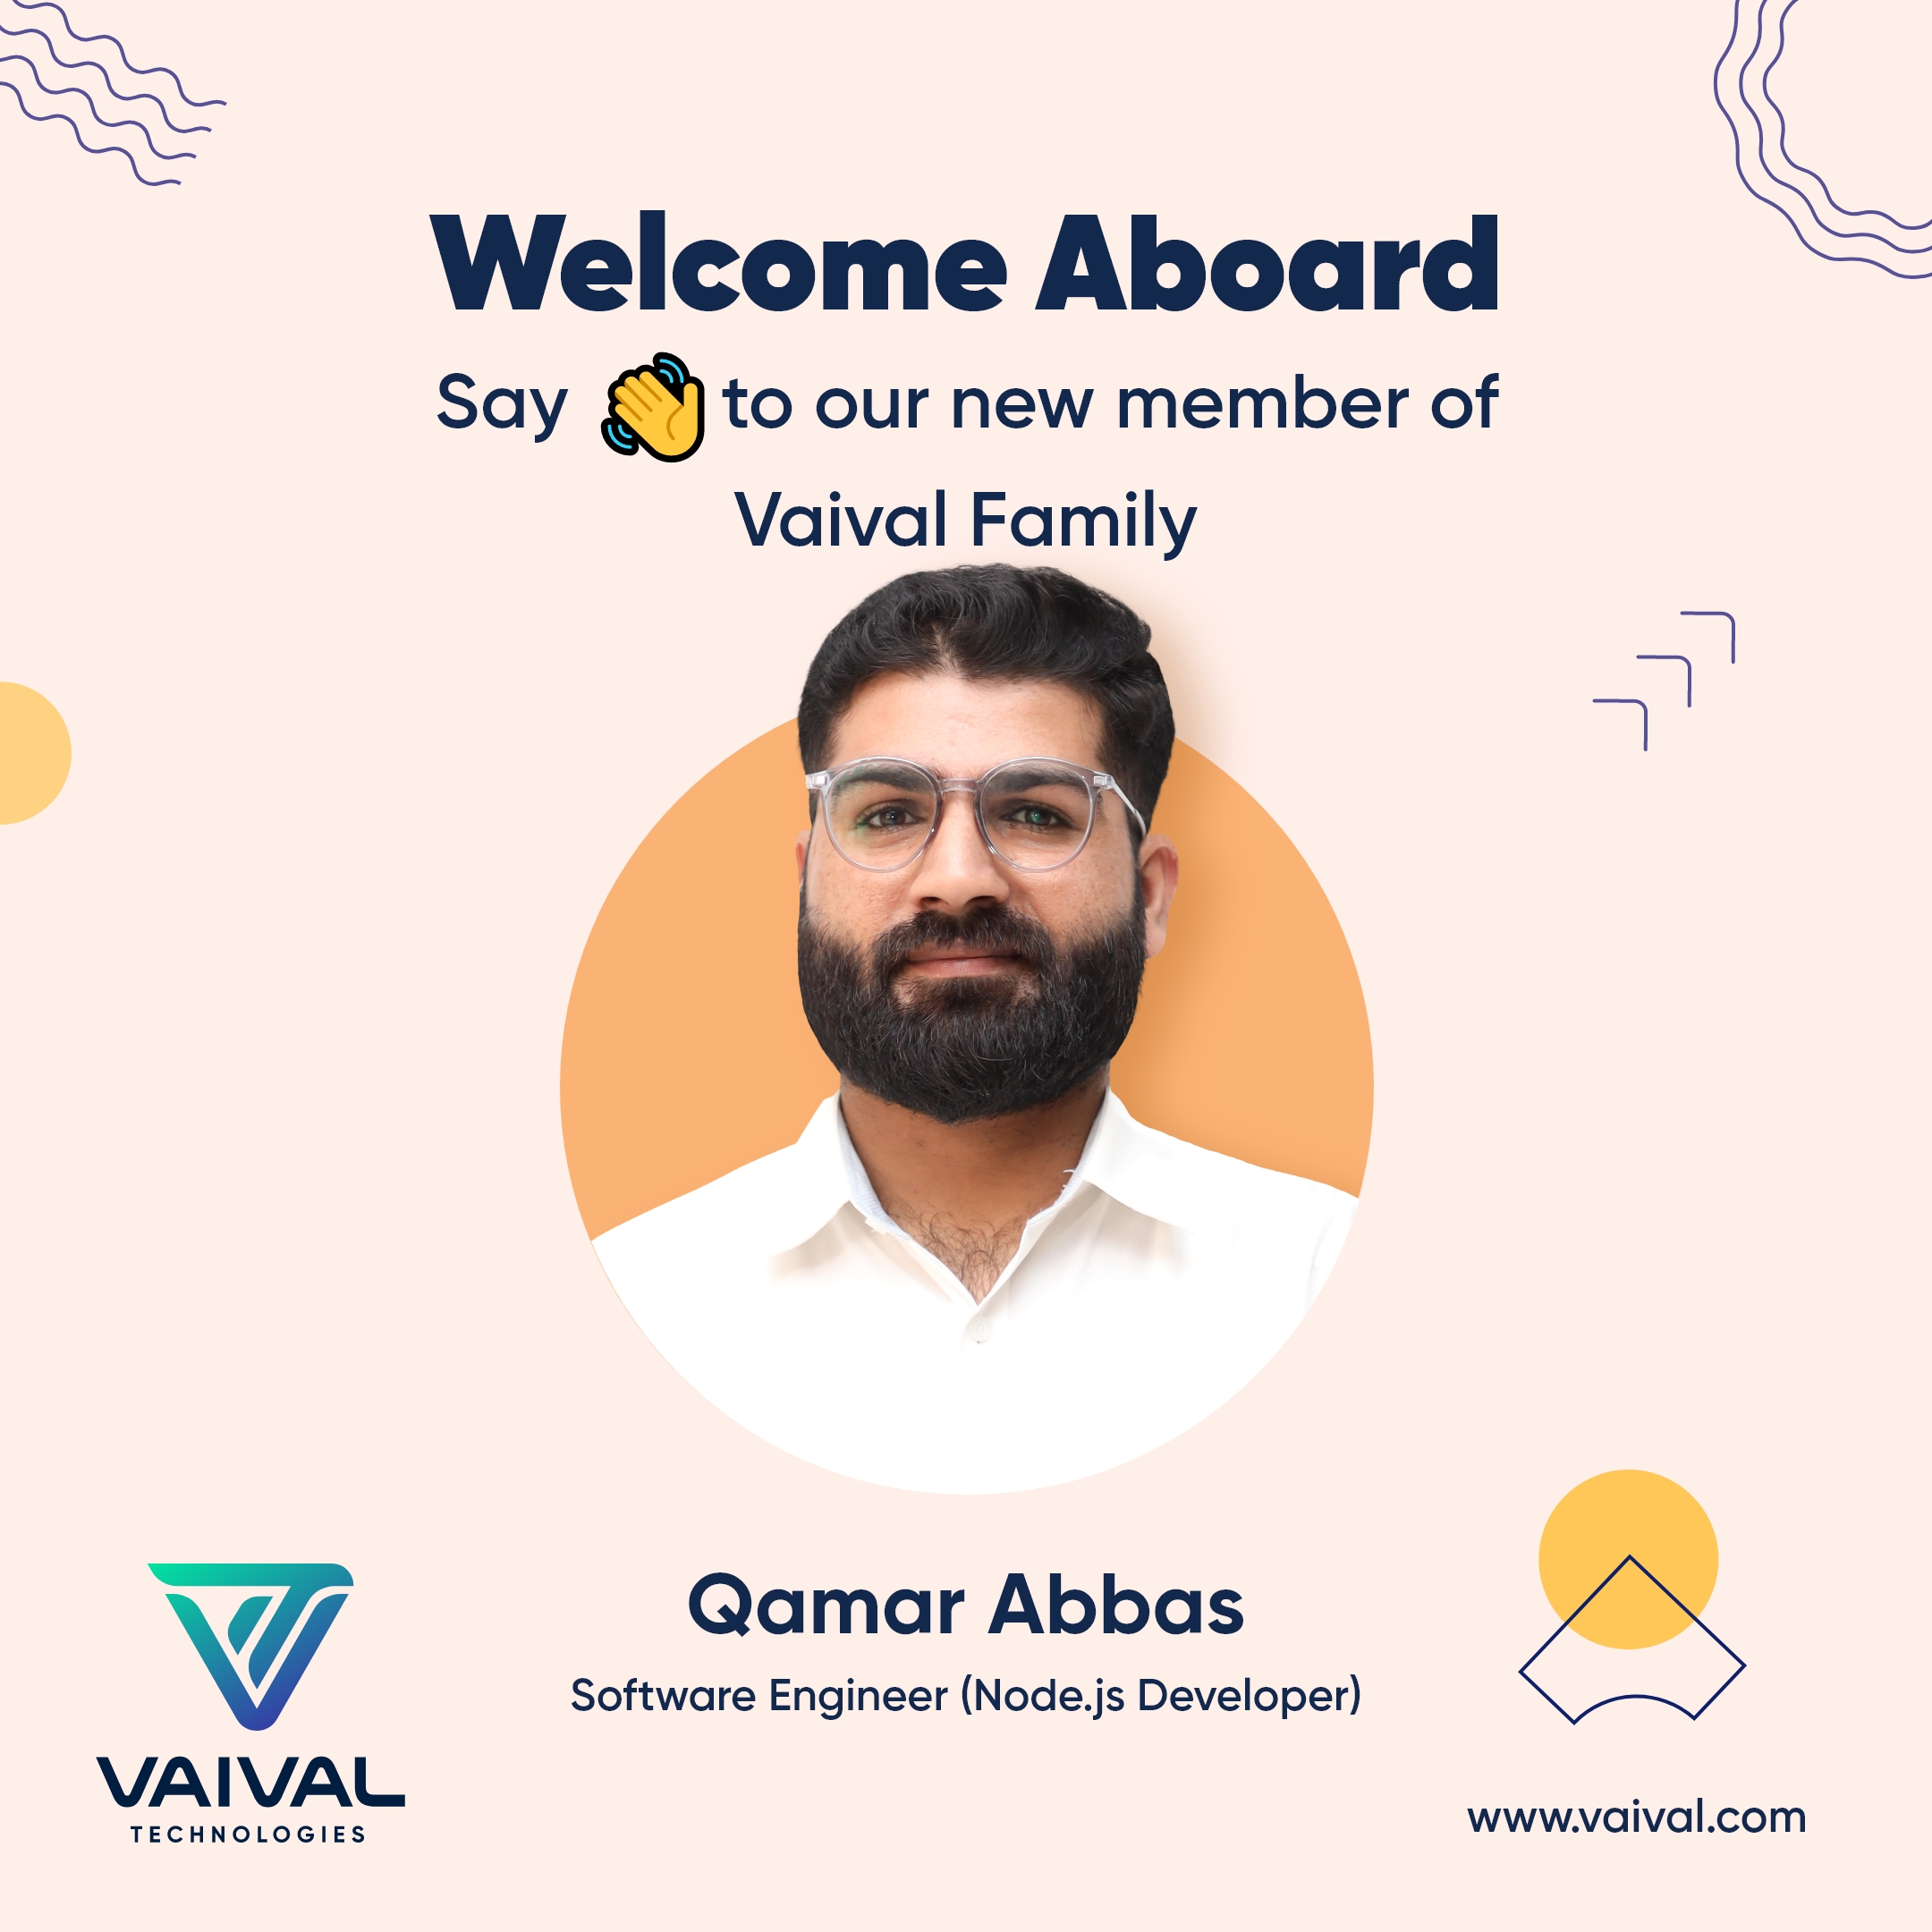 Welcome Aboard
Say 👋 to our new member of
Vaival Family
Qamar Abbas
Software Engineer (Node.js Developer)
VAIVAL
TECHNOLOGIES
www.vaival.com